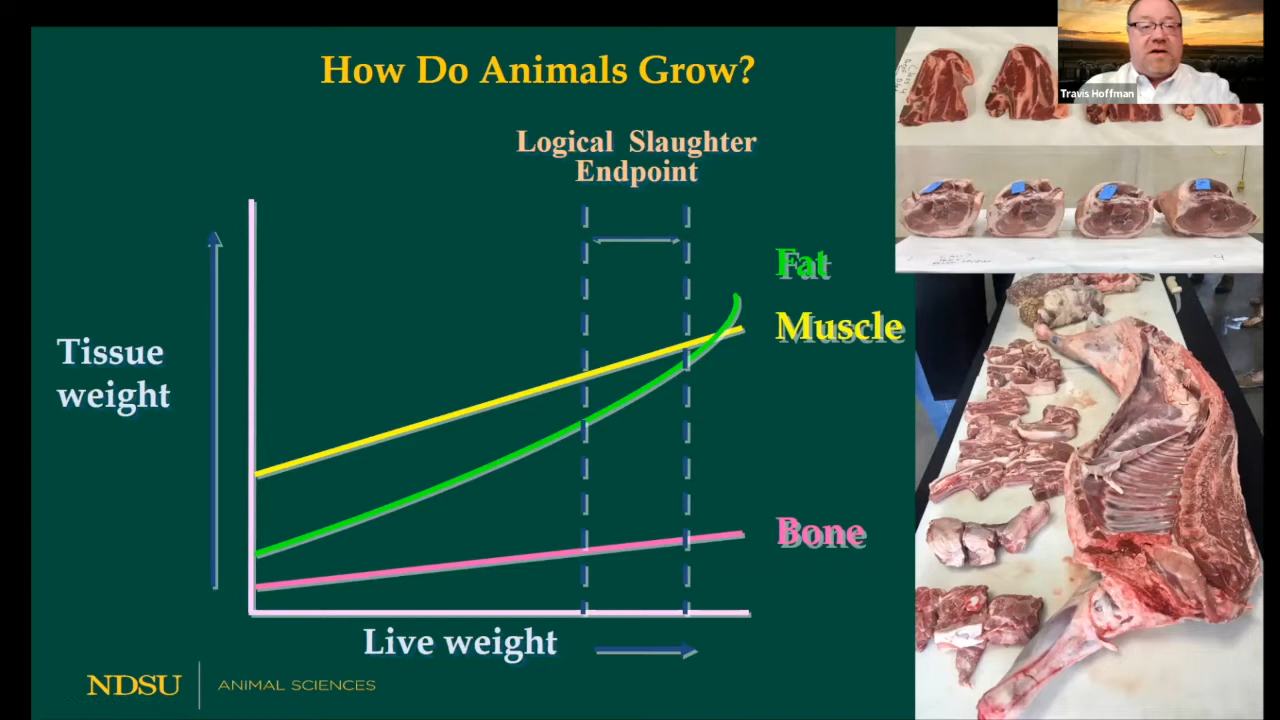 How Do Animals Grow?
Logical Slaughter
Endpoint
Travis Hoffman
Fat
Muscle
Tissue
weight
Bone
Live weight
NDSU
ANIMAL SCIENCES